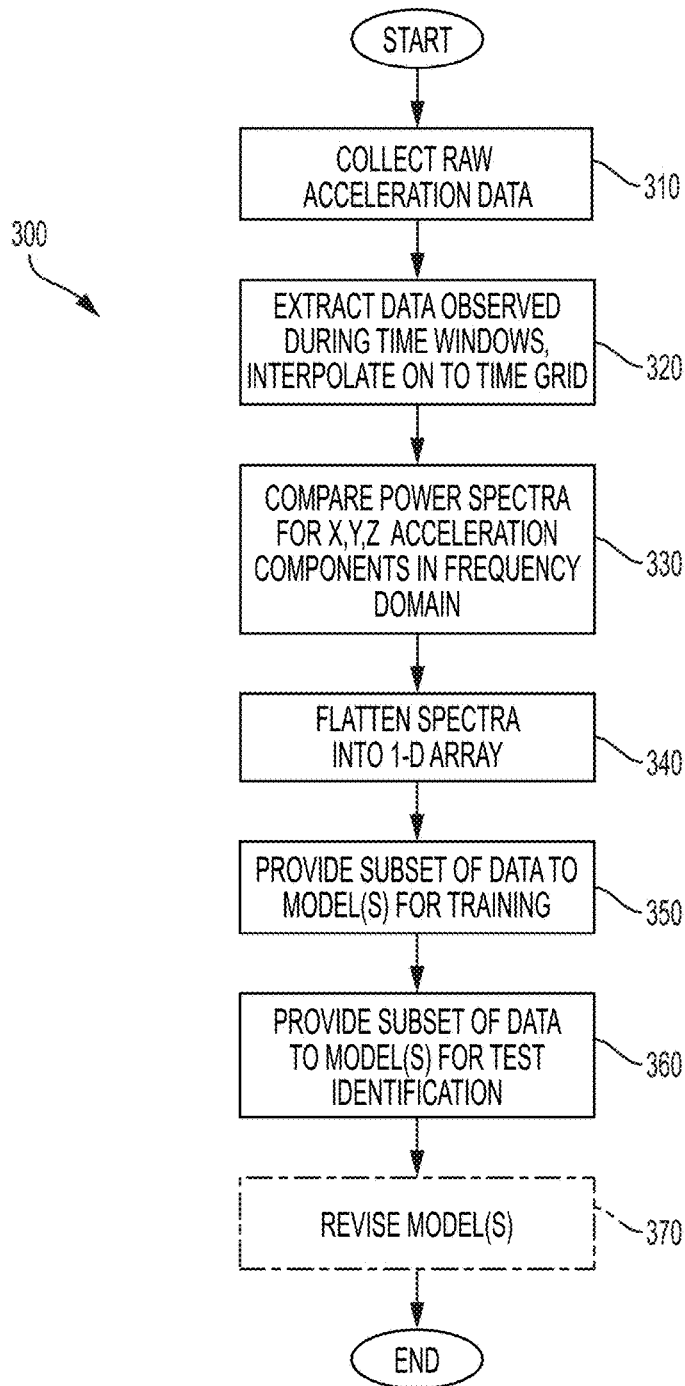 START
COLLECT RAW
ACCELERATION DATA
310
300
EXTRACT DATA OBSERVED
DURING TIME WINDOWS,
INTERPOLATE ON TO TIME GRID
320
COMPARE POWER SPECTRA
FOR X,Y,Z ACCELERATION
COMPONENTS IN FREQUENCY
DOMAIN
330
FLATTEN SPECTRA
INTO 1-D ARRAY
340
PROVIDE SUBSET OF DATA TO
MODEL(S) FOR TRAINING
350
PROVIDE SUBSET OF DATA
TO MODEL(S) FOR TEST
IDENTIFICATION
360
REVISE MODEL(S)
370
END